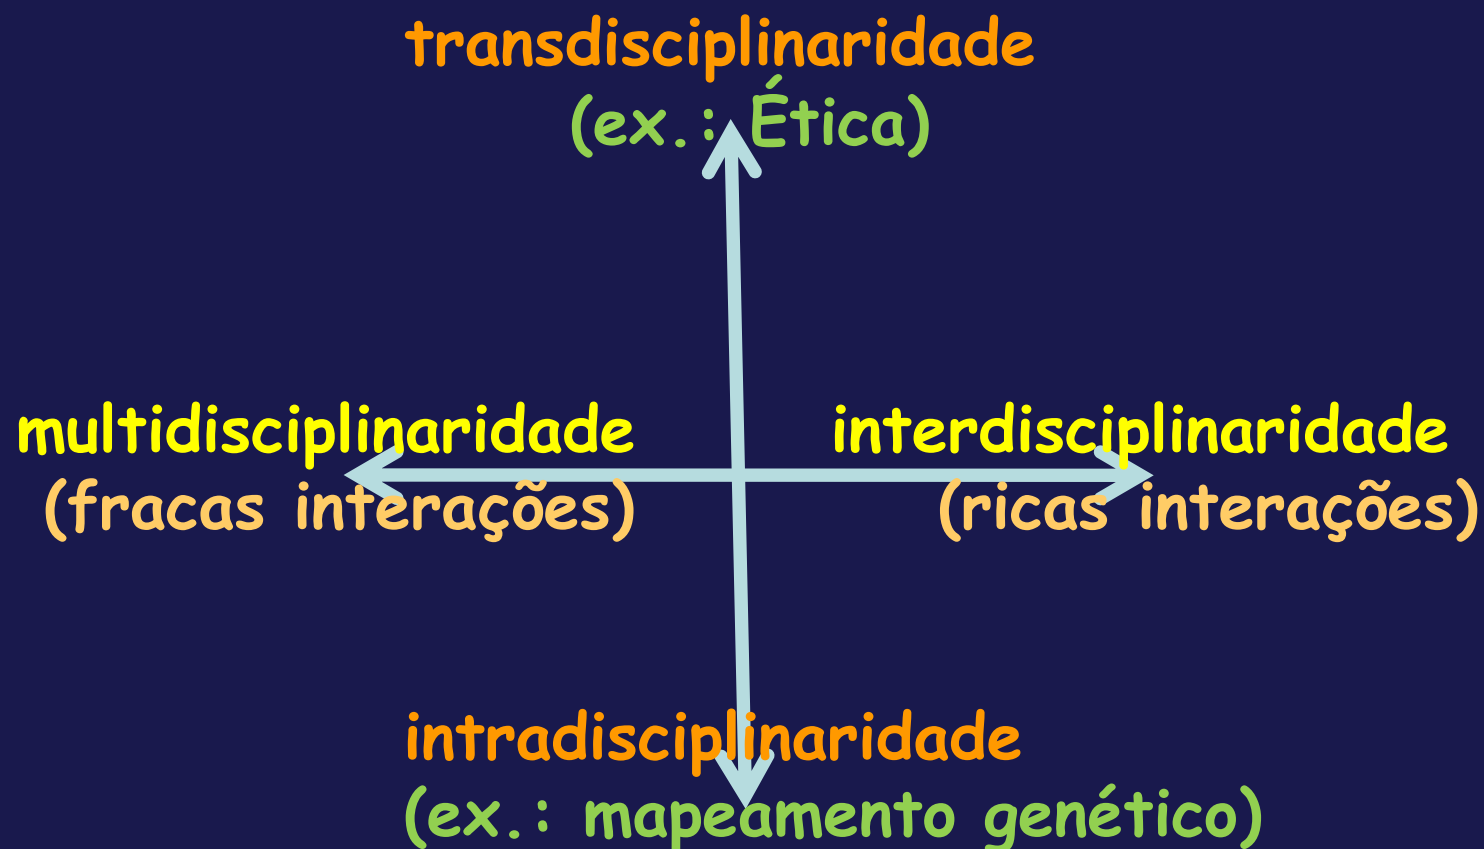 transdisciplinaridade
(ex.: Ética)
multidisciplinaridade
(fracas interações)
interdisciplinaridade
(ricas interações)
intradisciplinaridade
(ex.: mapeamento genético)